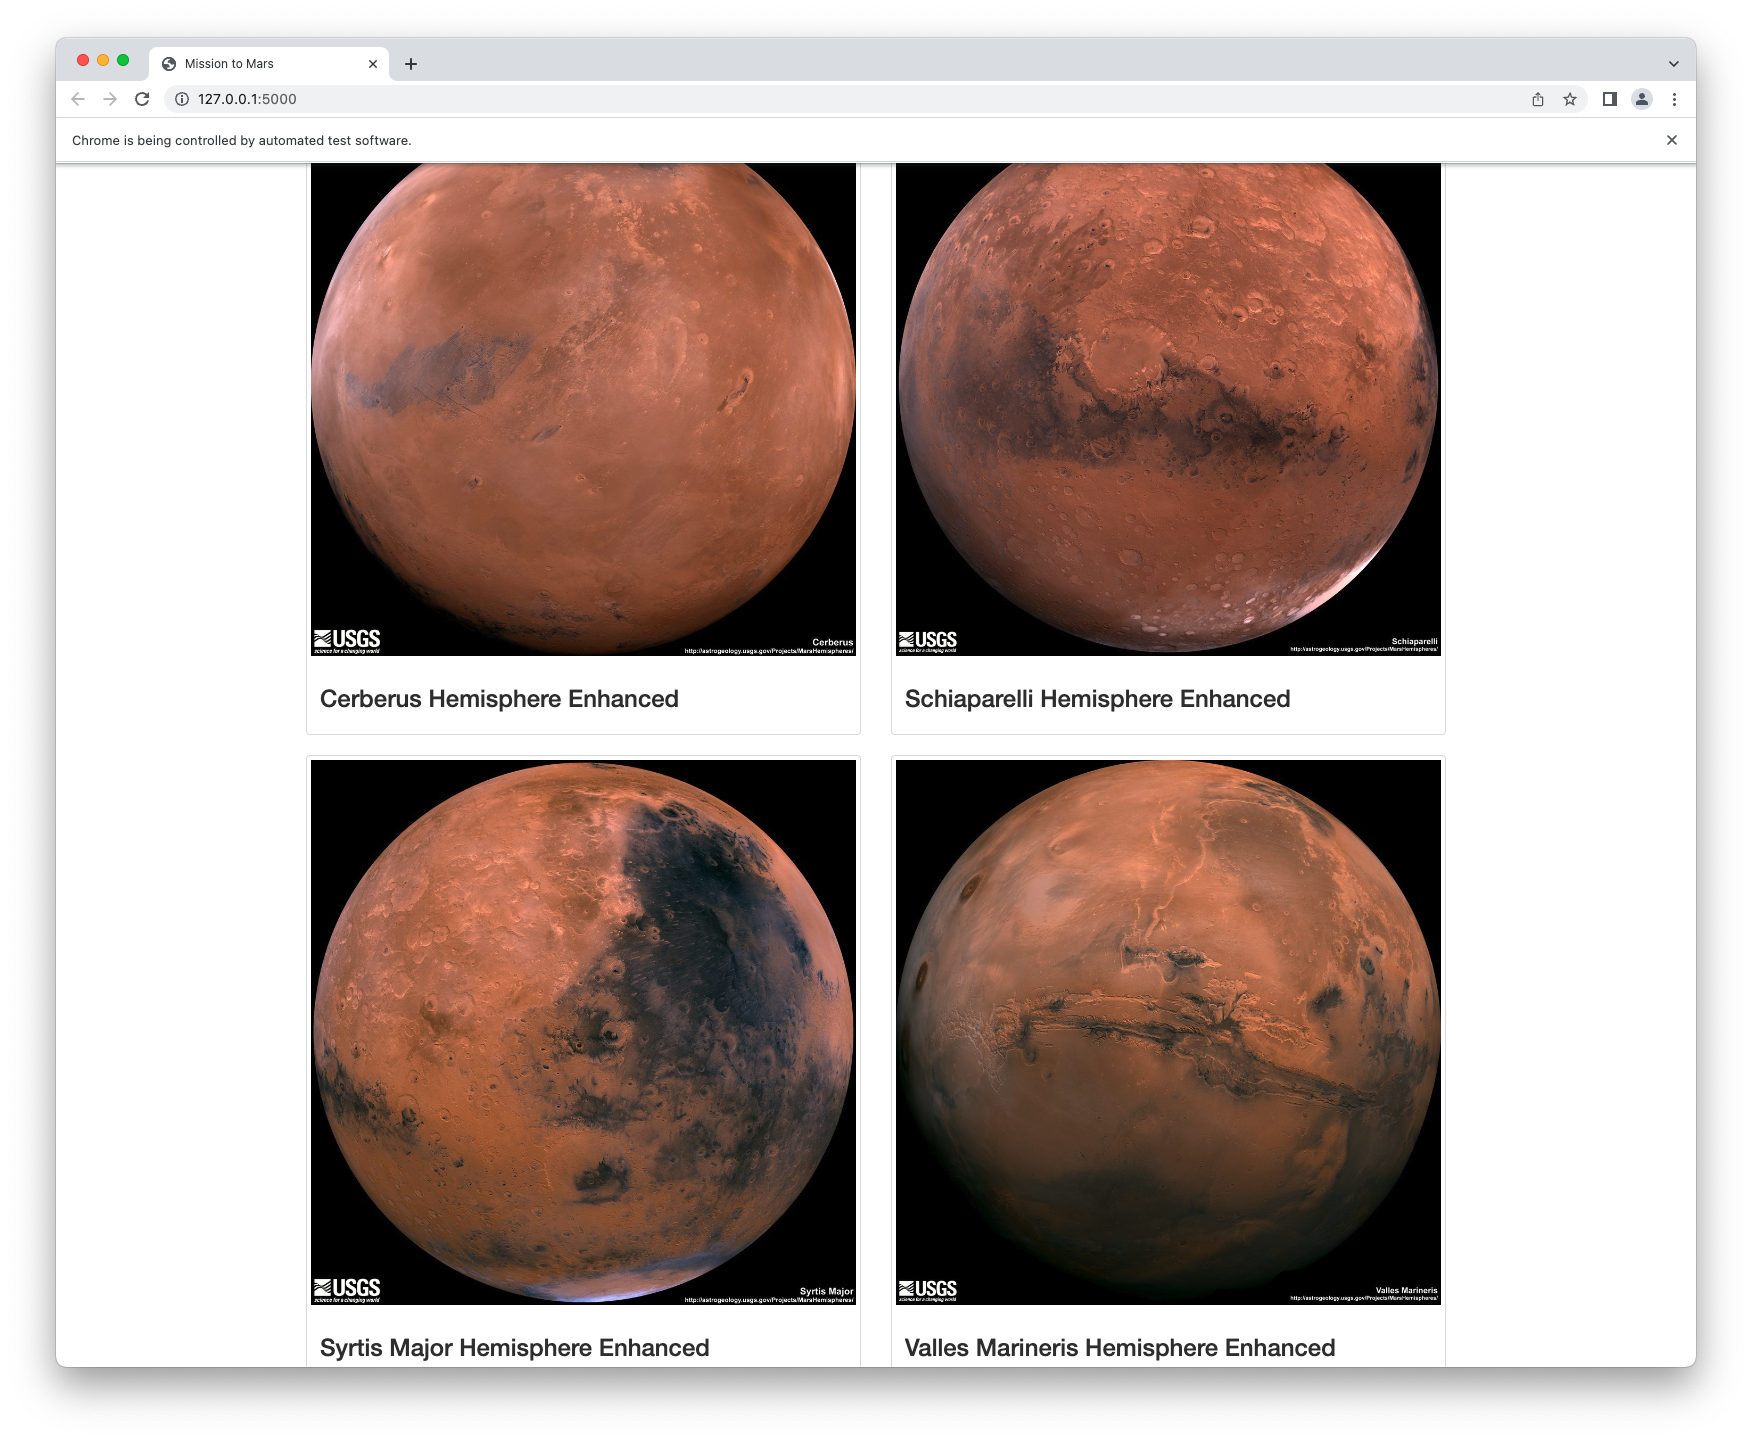 Mission to Mars
127.0.0.1:5000
Chrome is being controlled by automated test software.
USGS
science for a changing world
Cerberus
http://astrogeology.usgs.gov/Projects/MarsHemispheres/
USGS
science for a changing world
Schiaparelli
http://astrogeology.usgs.gov/Projects/MarsHemispheres/
Cerberus Hemisphere Enhanced
Schiaparelli Hemisphere Enhanced
USGS
science for a changing world
Syrtis Major
http://astrogeology.usgs.gov/Projects/MarsHemispheres/
USGS
science for a changing world
Valles Marineris
http://astrogeology.usgs.gov/Projects/MarsHemispheres/
Syrtis Major Hemisphere Enhanced
Valles Marineris Hemisphere Enhanced